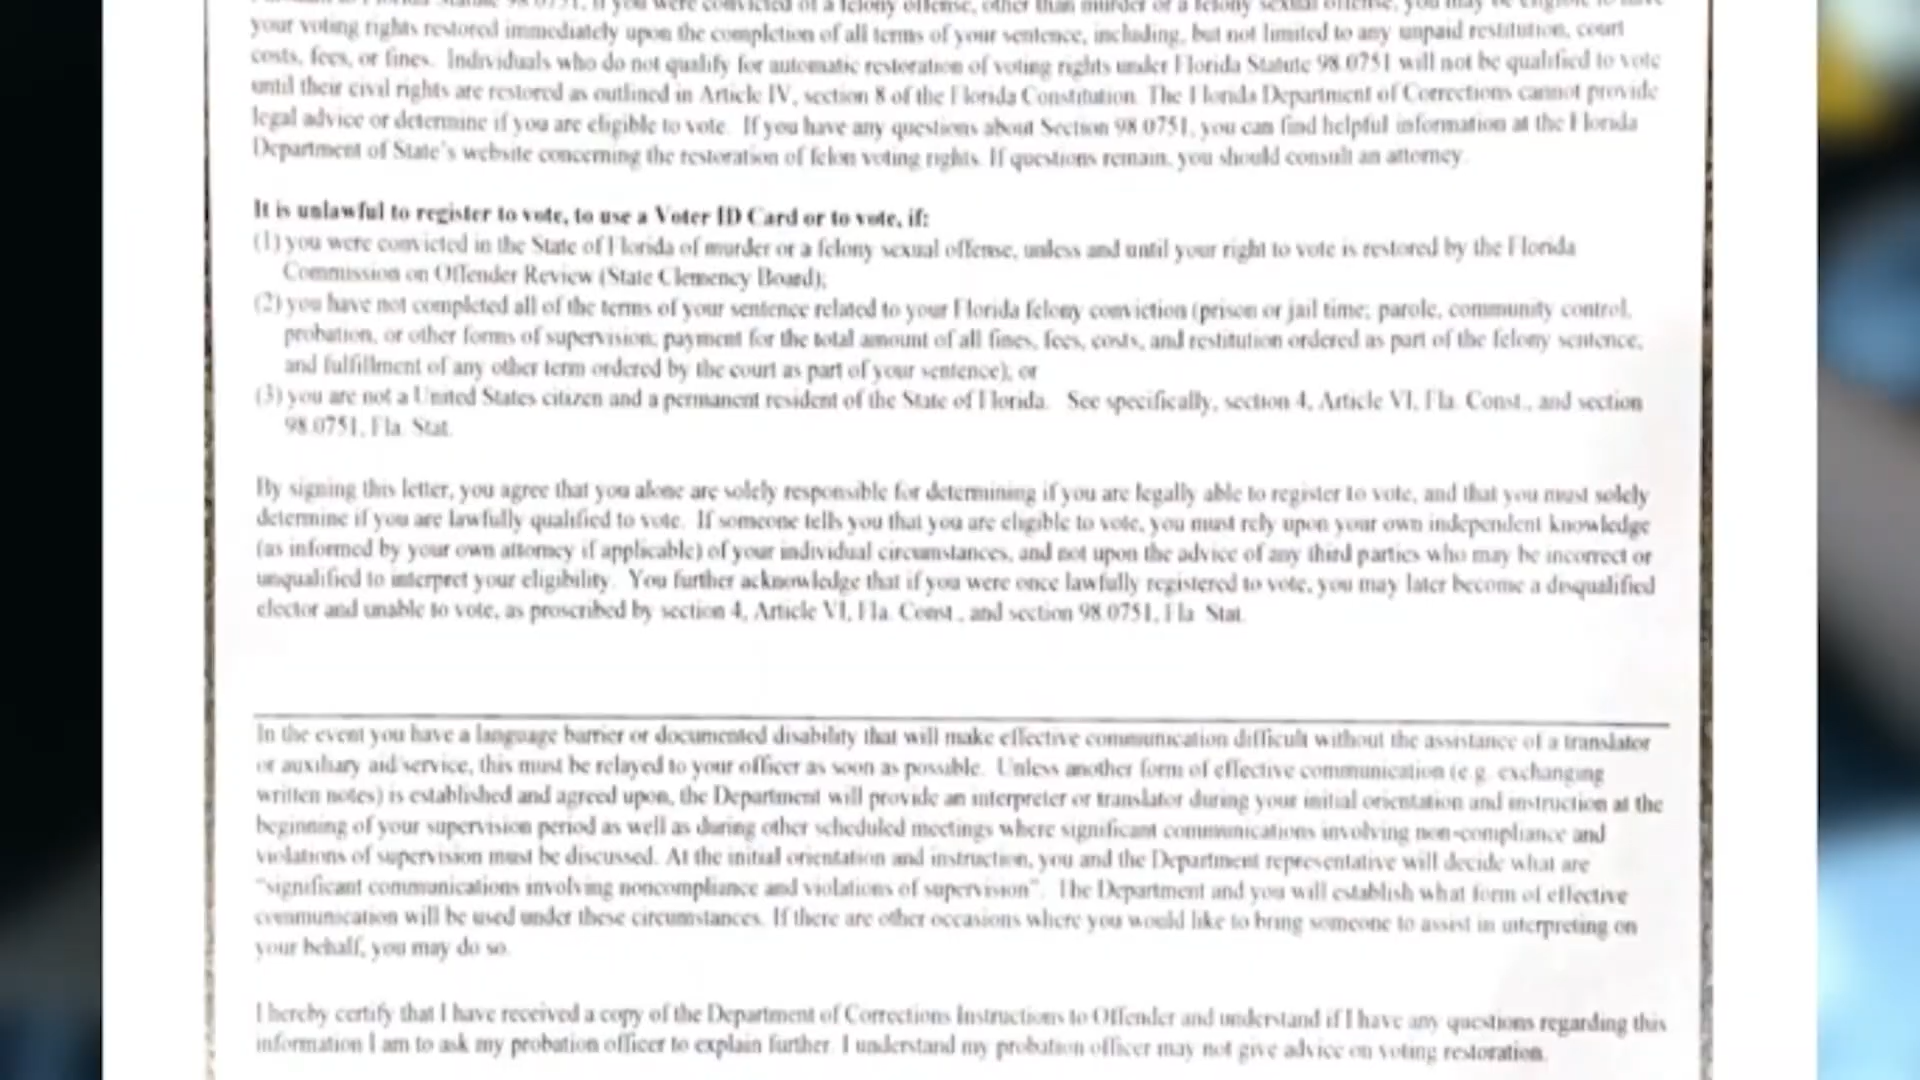 if you were convicted of a felony offense, other than murder or a felony sexual offense, you may be eligible to have
your voting rights restored immediately upon the completion of all terms of your sentence, including, but not limited to any unpaid restitution, court
costs, fees, or fines. Individuals who do not qualify for automatic restoration of voting rights under Florida Statute 98.0751 will not be qualified to vote
until their civil rights are restored as outlined in Article IV, section 8 of the Florida Constitution. The Florida Department of Corrections cannot provide
legal advice or determine if you are eligible to vote. If you have any questions about Section 98.0751, you can find helpful information at the Florida
Department of State's website concerning the restoration of felon voting rights. If questions remain, you should consult an attorney.
It is unlawful to register to vote, to use a Voter ID Card or to vote, if:
(1) you were convicted in the State of Florida of murder or a felony sexual offense, unless and until your right to vote is restored by the Florida
Commission on Offender Review (State Clemency Board);
(2) you have not completed all of the terms of your sentence related to your Florida felony conviction (prison or jail time; parole, community control,
probation, or other forms of supervision; payment for the total amount of all fines, fees, costs, and restitution ordered as part of the felony sentence;
and fulfillment of any other term ordered by the court as part of your sentence); or
(3) you are not a United States citizen and a permanent resident of the State of Florida. See specifically, section 4, Article VI, Fla. Const., and section
98.0751, Fla. Stat.
By signing this letter, you agree that you alone are solely responsible for determining if you are legally able to register to vote, and that you must solely
determine if you are lawfully qualified to vote. If someone tells you that you are eligible to vote, you must rely upon your own independent knowledge
(as informed by your own attorney if applicable) of your individual circumstances, and not upon the advice of any third parties who may be incorrect or
unqualified to interpret your eligibility. You further acknowledge that if you were once lawfully registered to vote, you may later become a disqualified
elector and unable to vote, as proscribed by section 4, Article VI, Fla. Const., and section 98.0751, Fla. Stat.
In the event you have a language barrier or documented disability that will make effective communication difficult without the assistance of a translator
or auxiliary aid/service, this must be relayed to your officer as soon as possible. Unless another form of effective communication (e.g. exchanging
written notes) is established and agreed upon, the Department will provide an interpreter or translator during your initial orientation and instruction at the
beginning of your supervision period as well as during other scheduled meetings where significant communications involving non-compliance and
violations of supervision must be discussed. At the initial orientation and instruction, you and the Department representative will decide what are
"significant communications involving noncompliance and violations of supervision". The Department and you will establish what form of effective
communication will be used under these circumstances. If there are other occasions where you would like to bring someone to assist in interpreting on
your behalf, you may do so.
I hereby certify that I have received a copy of the Department of Corrections Instructions to Offender and understand if I have any questions regarding this
information I am to ask my probation officer to explain further. I understand my probation officer may not give advice on voting restoration.